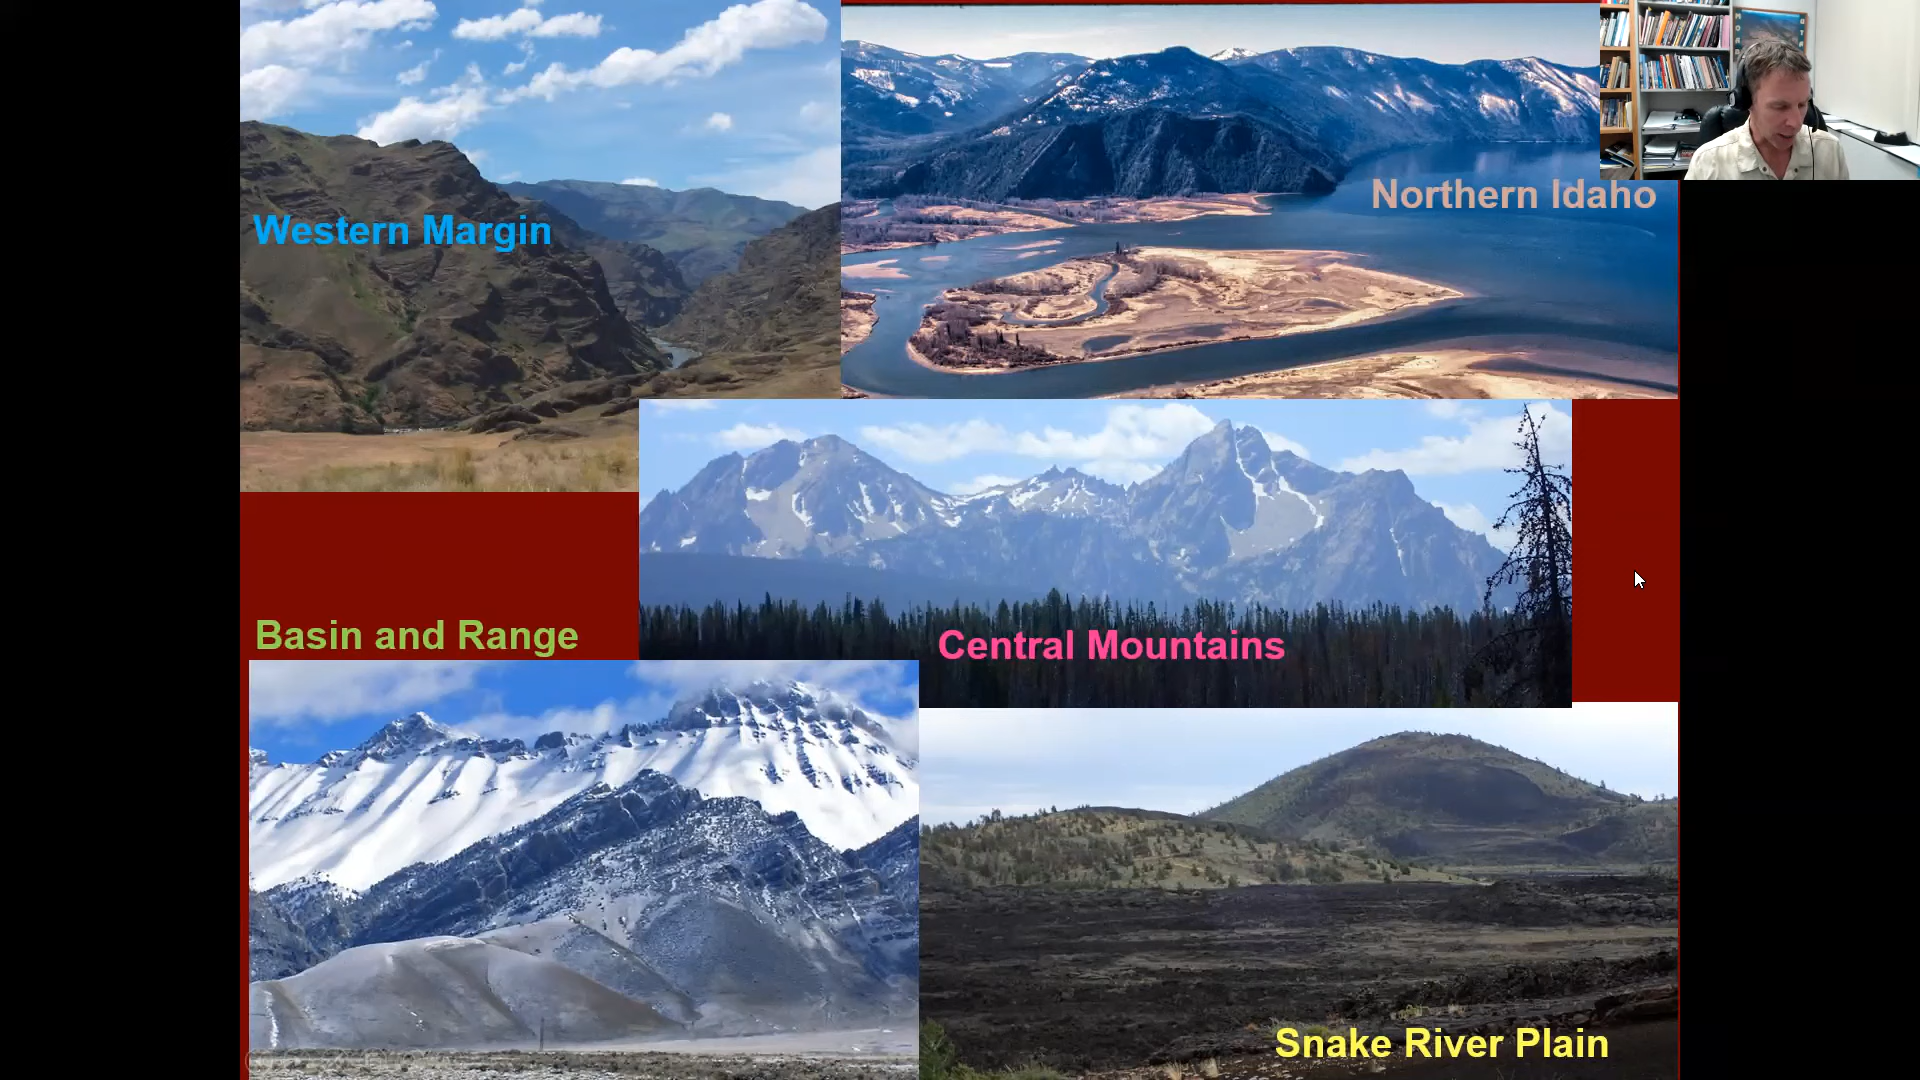 Western Margin
Northern Idaho
Basin and Range
Central Mountains
Snake River Plain